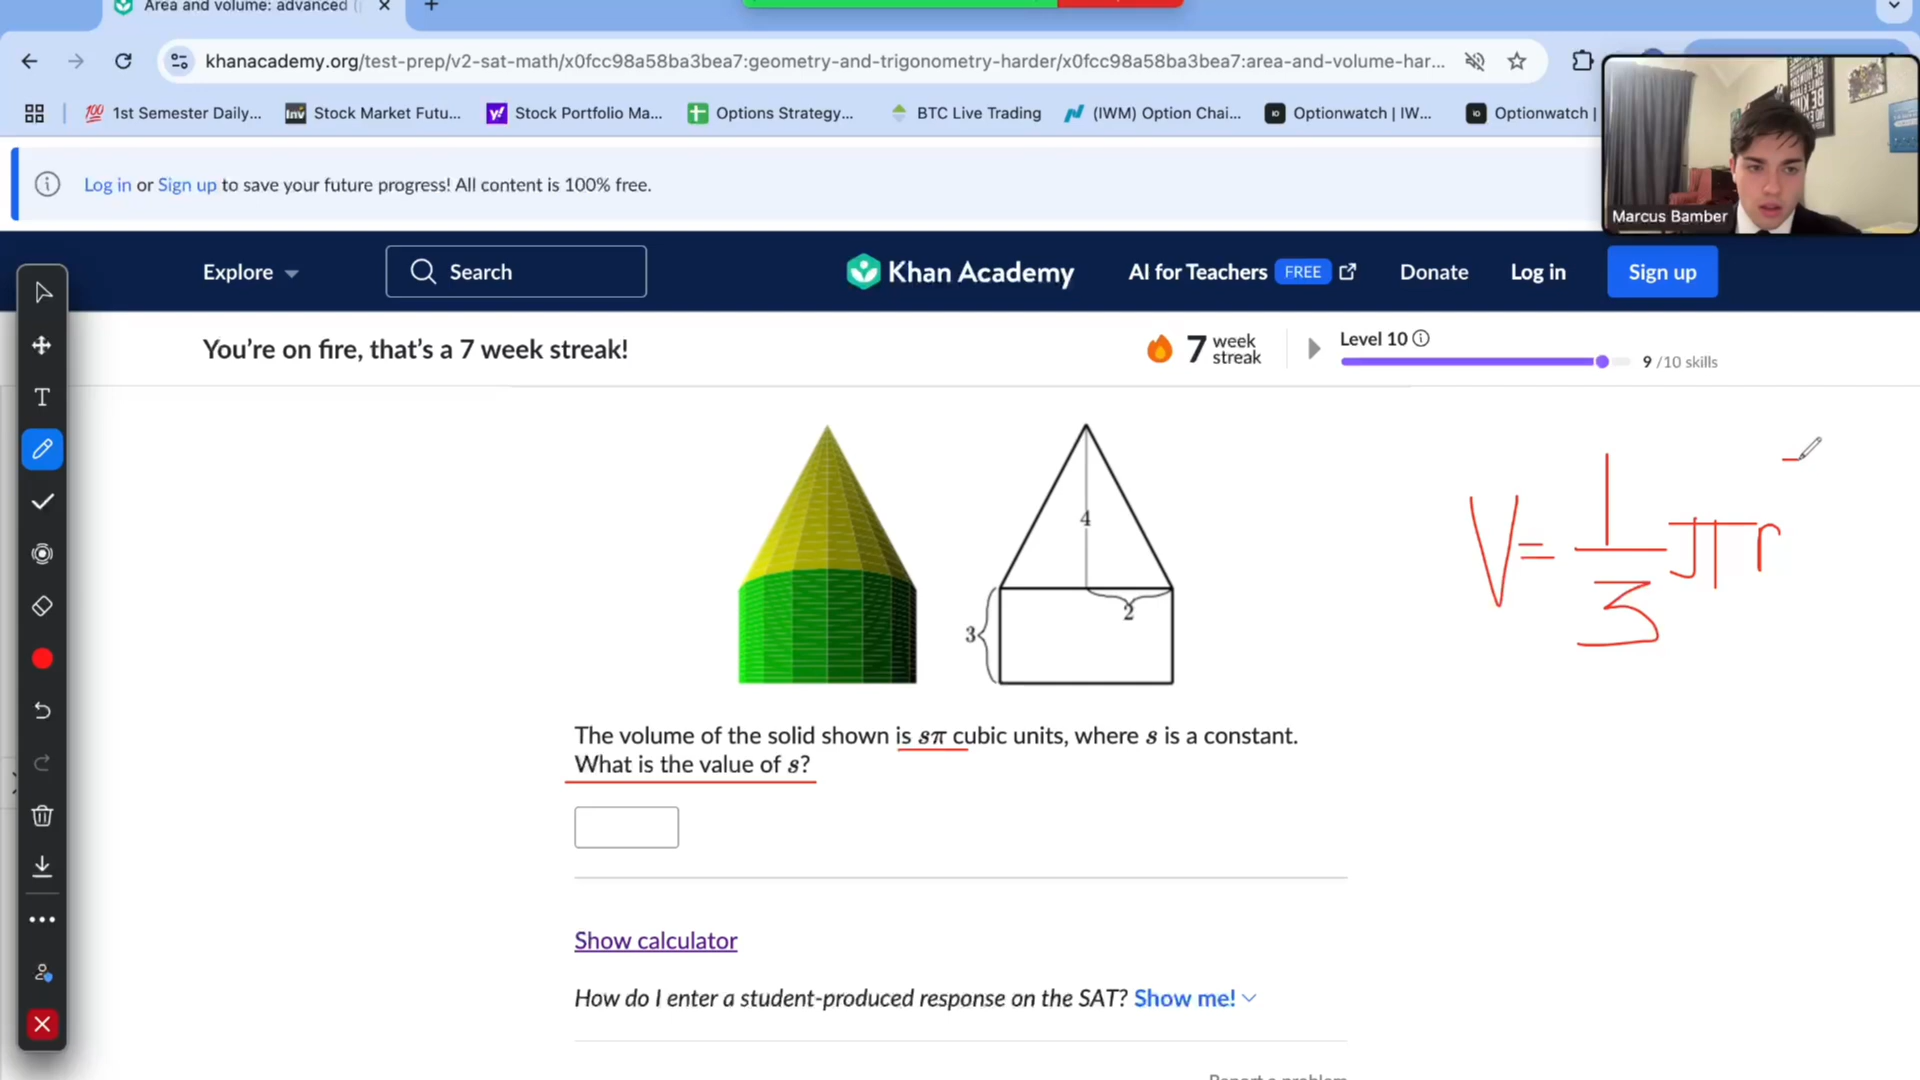 Area and volume: advanced
khanacademy.org/test-prep/v2-sat-math/x0fcc98a58ba3bea7:geometry-and-trigonometry-harder/x0fcc98a58ba3bea7:area-and-volume-har...
1st Semester Daily... Stock Market Futu... Stock Portfolio Ma... Options Strategy... BTC Live Trading (IWM) Option Chai... Optionwatch | IW... Optionwatch |
Log in or Sign up to save your future progress! All content is 100% free.
Marcus Bamber
Explore Search Khan Academy AI for Teachers FREE Donate Log in Sign up
You're on fire, that's a 7 week streak! 7 week streak Level 10 9 /10 skills
4
2
3
V= 1/3 πr
The volume of the solid shown is sπ cubic units, where s is a constant.
What is the value of s?
Show calculator
How do I enter a student-produced response on the SAT? Show me!
Report a problem